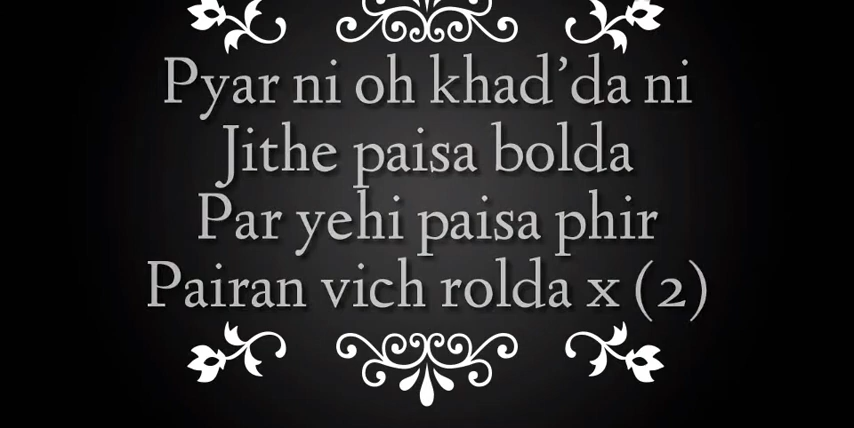 Pyar ni oh khad'da ni
Jithe paisa bolda
Par yehi paisa phir
Pairan vich rolda x (2)